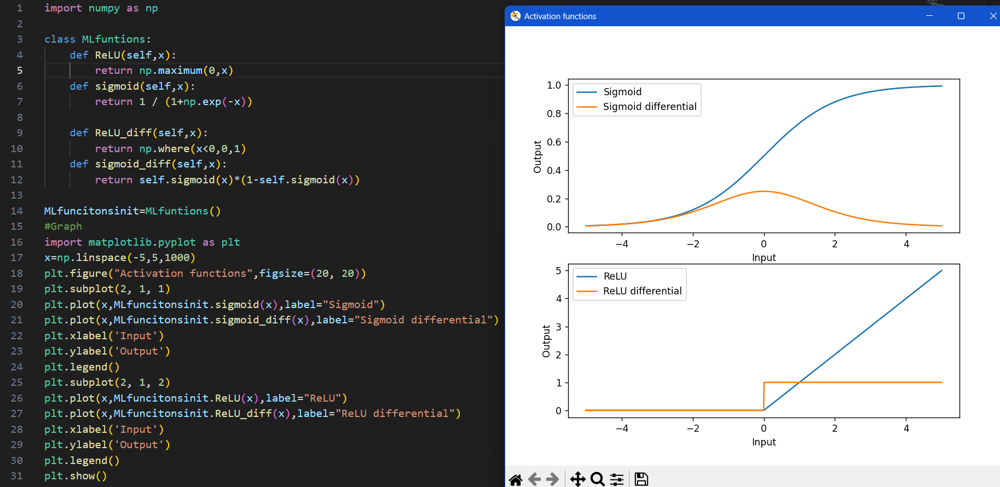 1 import numpy as np
2
3 class MLfuntions:
4 def ReLU(self,x):
5 return np.maximum(0,x)
6 def sigmoid(self,x):
7 return 1 / (1+np.exp(-x))
8
9 def ReLU_diff(self,x):
10 return np.where(x<0,0,1)
11 def sigmoid_diff(self,x):
12 return self.sigmoid(x)*(1-self.sigmoid(x))
13
14 MLfuncitonsinit=MLfuntions()
15 #Graph
16 import matplotlib.pyplot as plt
17 x=np.linspace(-5,5,1000)
18 plt.figure("Activation functions",figsize=(20, 20))
19 plt.subplot(2, 1, 1)
20 plt.plot(x,MLfuncitonsinit.sigmoid(x),label="Sigmoid")
21 plt.plot(x,MLfuncitonsinit.sigmoid_diff(x),label="Sigmoid differential")
22 plt.xlabel('Input')
23 plt.ylabel('Output')
24 plt.legend()
25 plt.subplot(2, 1, 2)
26 plt.plot(x,MLfuncitonsinit.ReLU(x),label="ReLU")
27 plt.plot(x,MLfuncitonsinit.ReLU_diff(x),label="ReLU differential")
28 plt.xlabel('Input')
29 plt.ylabel('Output')
30 plt.legend()
31 plt.show()
Activation functions
Sigmoid
Sigmoid differential
Output
1.0
0.8
0.6
0.4
0.2
0.0
−4 −2 0 2 4
Input
ReLU
ReLU differential
Output
5
4
3
2
1
0
−4 −2 0 2 4
Input